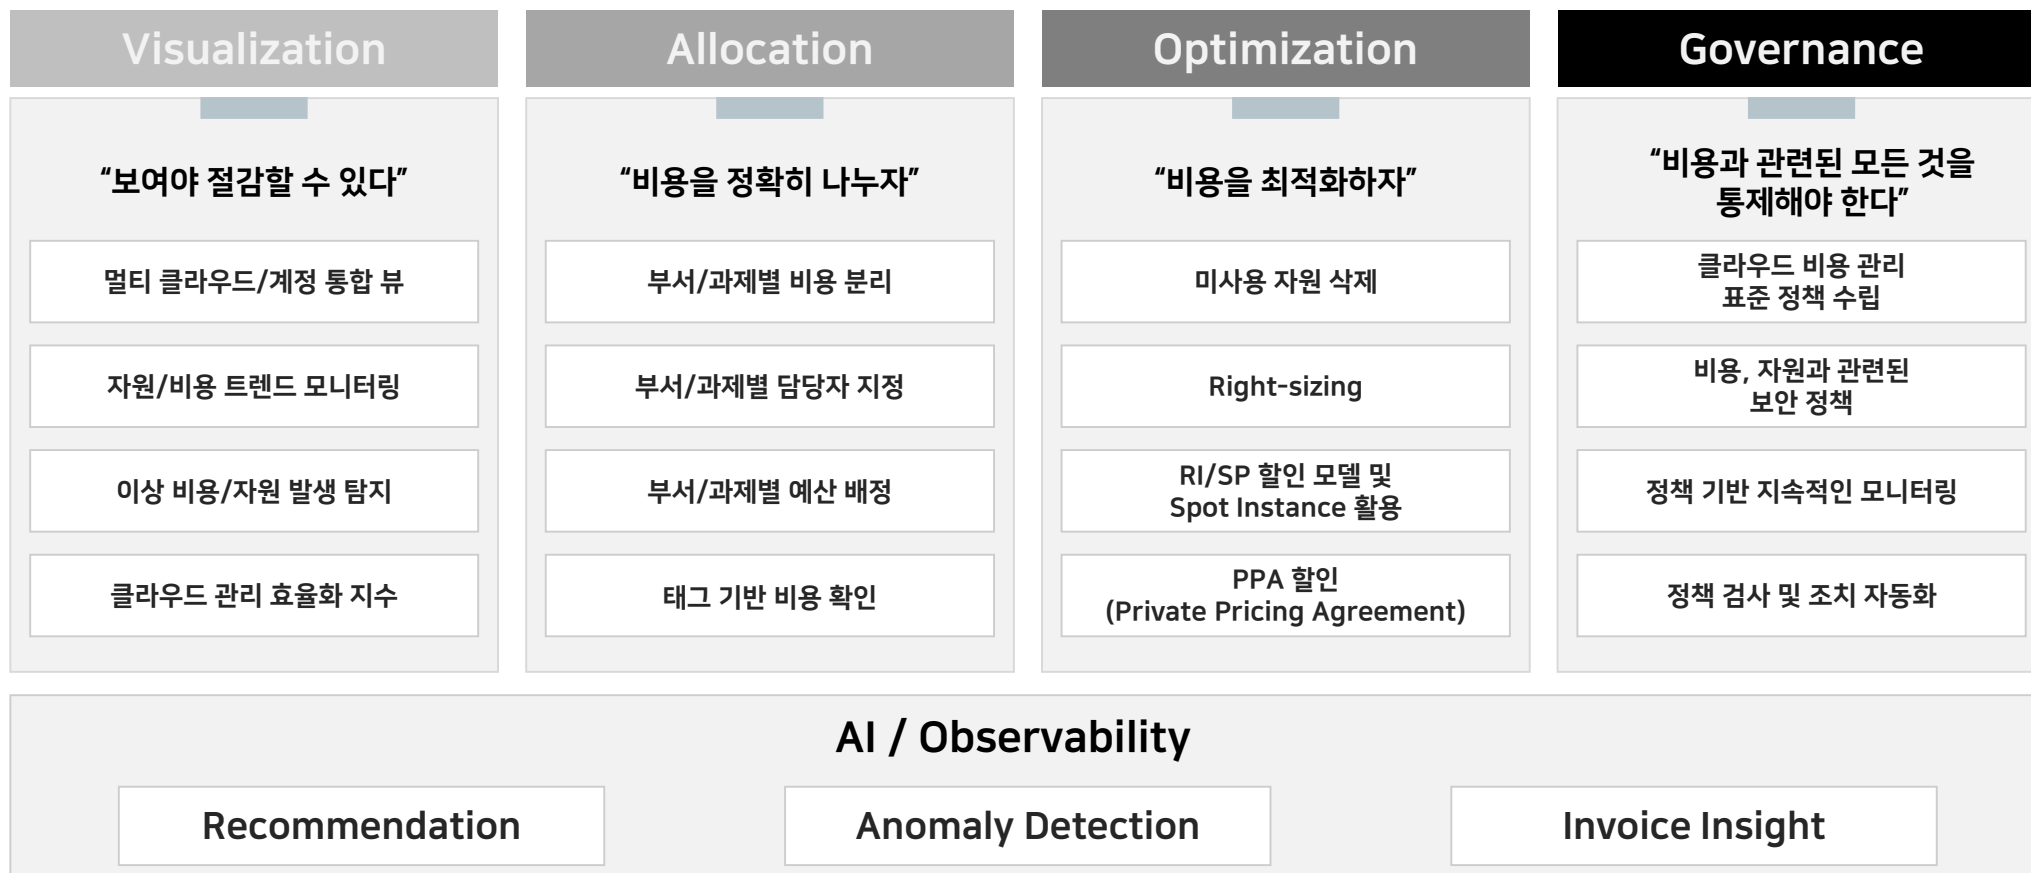 Visualization
“보여야 절감할 수 있다”
멀티 클라우드/계정 통합 뷰
자원/비용 트렌드 모니터링
이상 비용/자원 발생 탐지
클라우드 관리 효율화 지수
Allocation
“비용을 정확히 나누자”
부서/과제별 비용 분리
부서/과제별 담당자 지정
부서/과제별 예산 배정
태그 기반 비용 확인
Optimization
“비용을 최적화하자”
미사용 자원 삭제
Right-sizing
RI/SP 할인 모델 및
Spot Instance 활용
PPA 할인
(Private Pricing Agreement)
Governance
“비용과 관련된 모든 것을
통제해야 한다”
클라우드 비용 관리
표준 정책 수립
비용, 자원과 관련된
보안 정책
정책 기반 지속적인 모니터링
정책 검사 및 조치 자동화
AI / Observability
Recommendation
Anomaly Detection
Invoice Insight